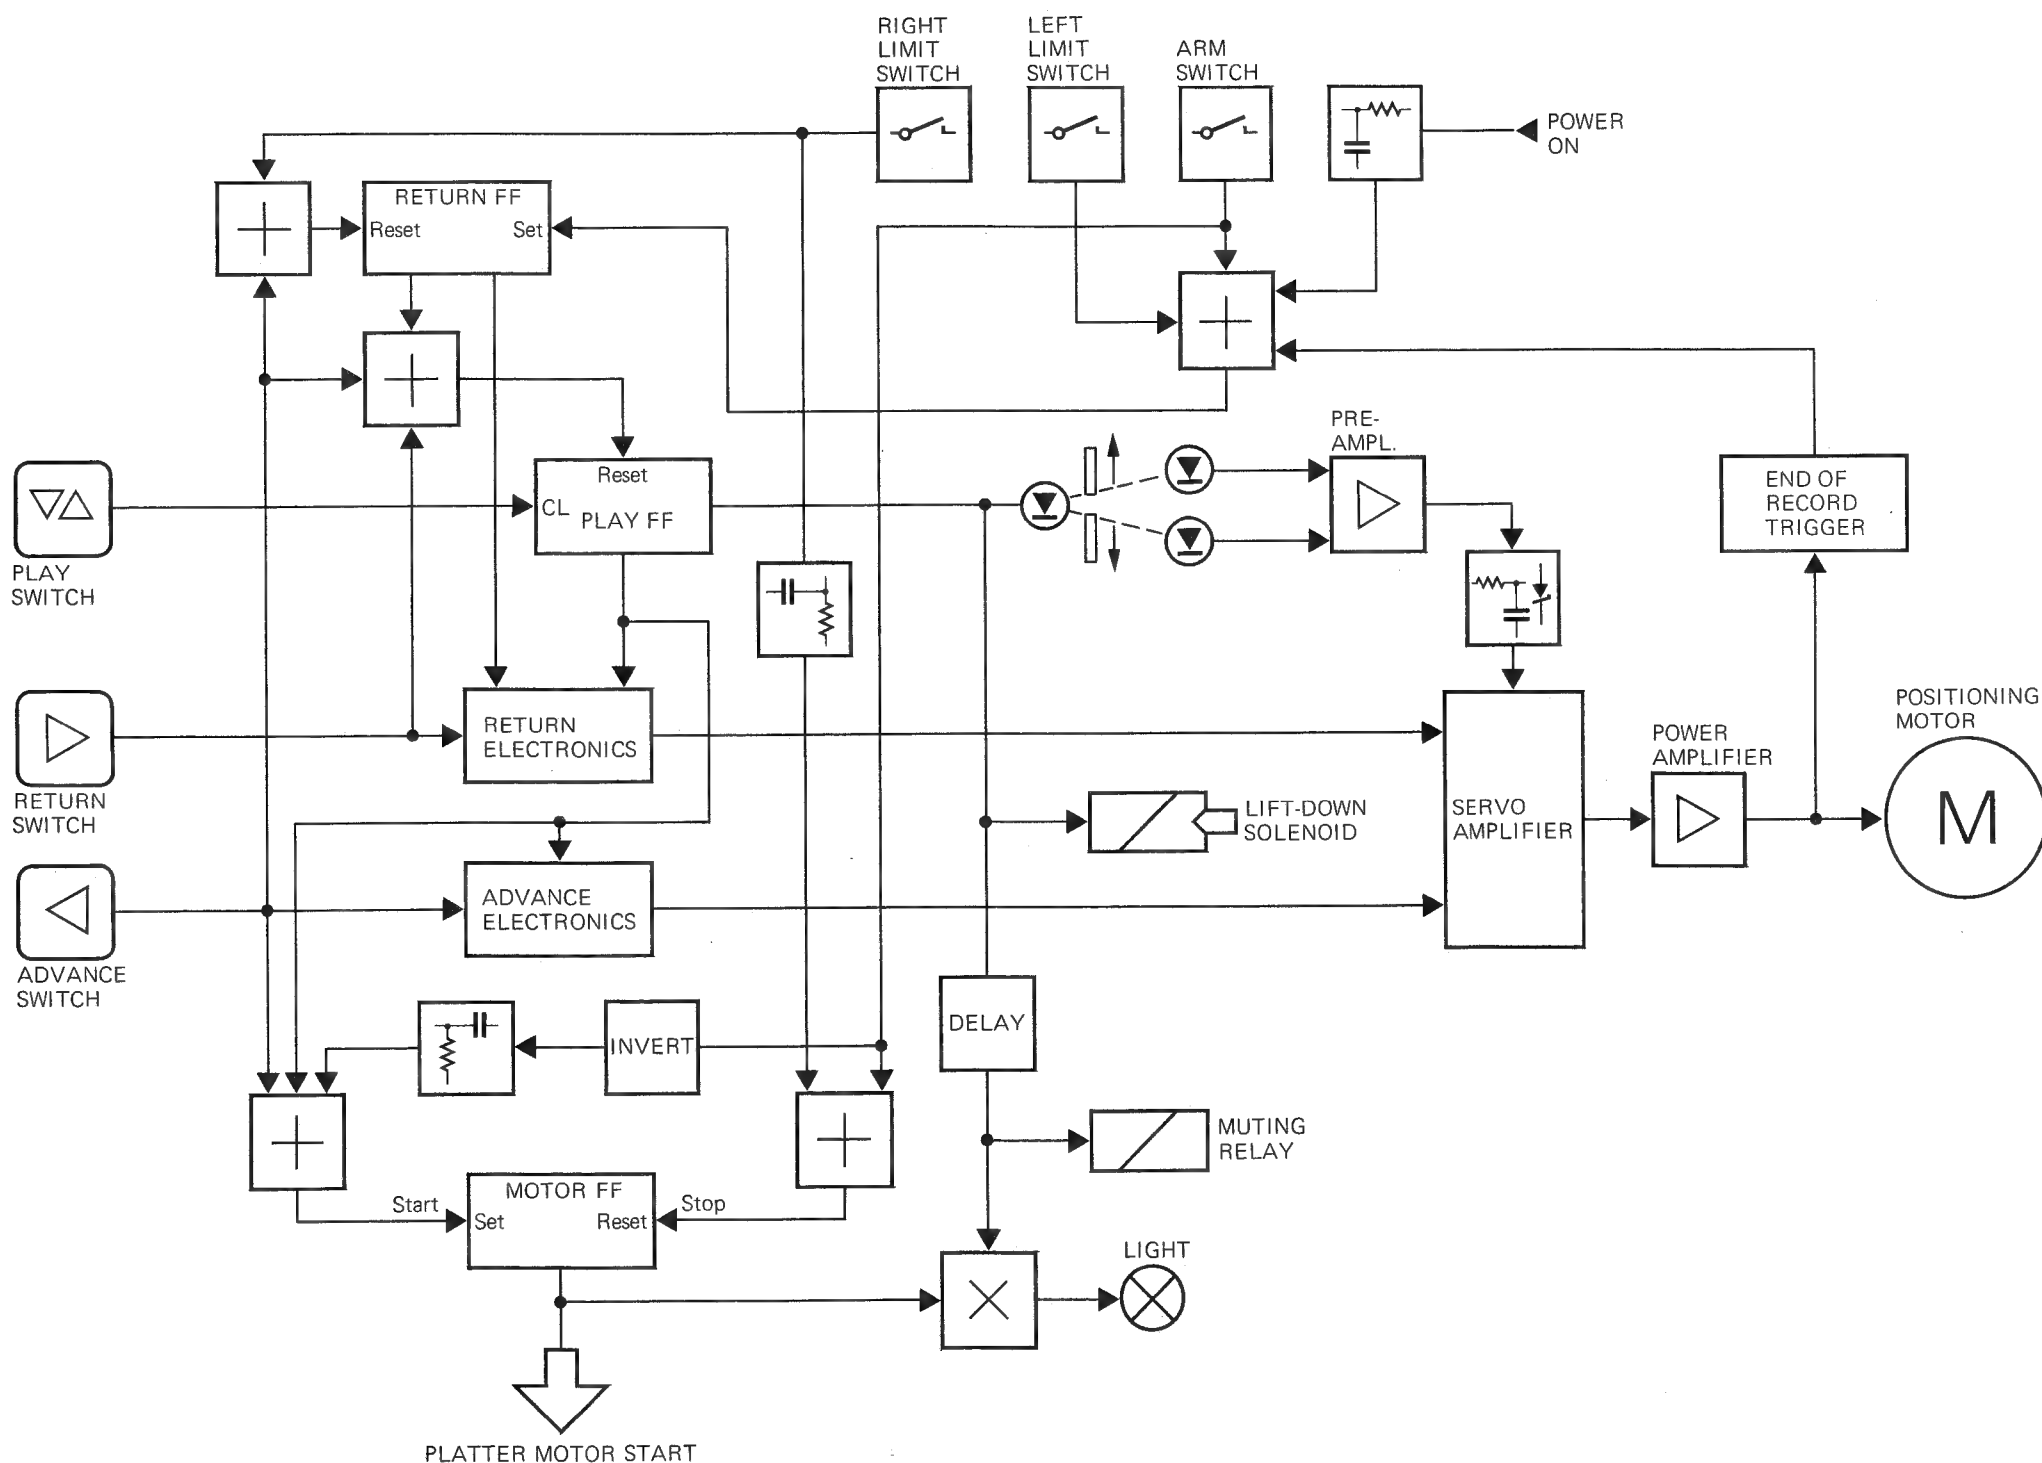 RIGHT
LIMIT
SWITCH
LEFT
LIMIT
SWITCH
ARM
SWITCH
POWER
ON
RETURN FF
Reset
Set
PRE-
AMPL.
Reset
CL
PLAY FF
END OF
RECORD
TRIGGER
PLAY
SWITCH
RETURN
ELECTRONICS
POSITIONING
MOTOR
POWER
AMPLIFIER
RETURN
SWITCH
LIFT-DOWN
SOLENOID
SERVO
AMPLIFIER
M
ADVANCE
ELECTRONICS
ADVANCE
SWITCH
DELAY
INVERT
MUTING
RELAY
MOTOR FF
Start
Set
Reset
Stop
LIGHT
PLATTER MOTOR START